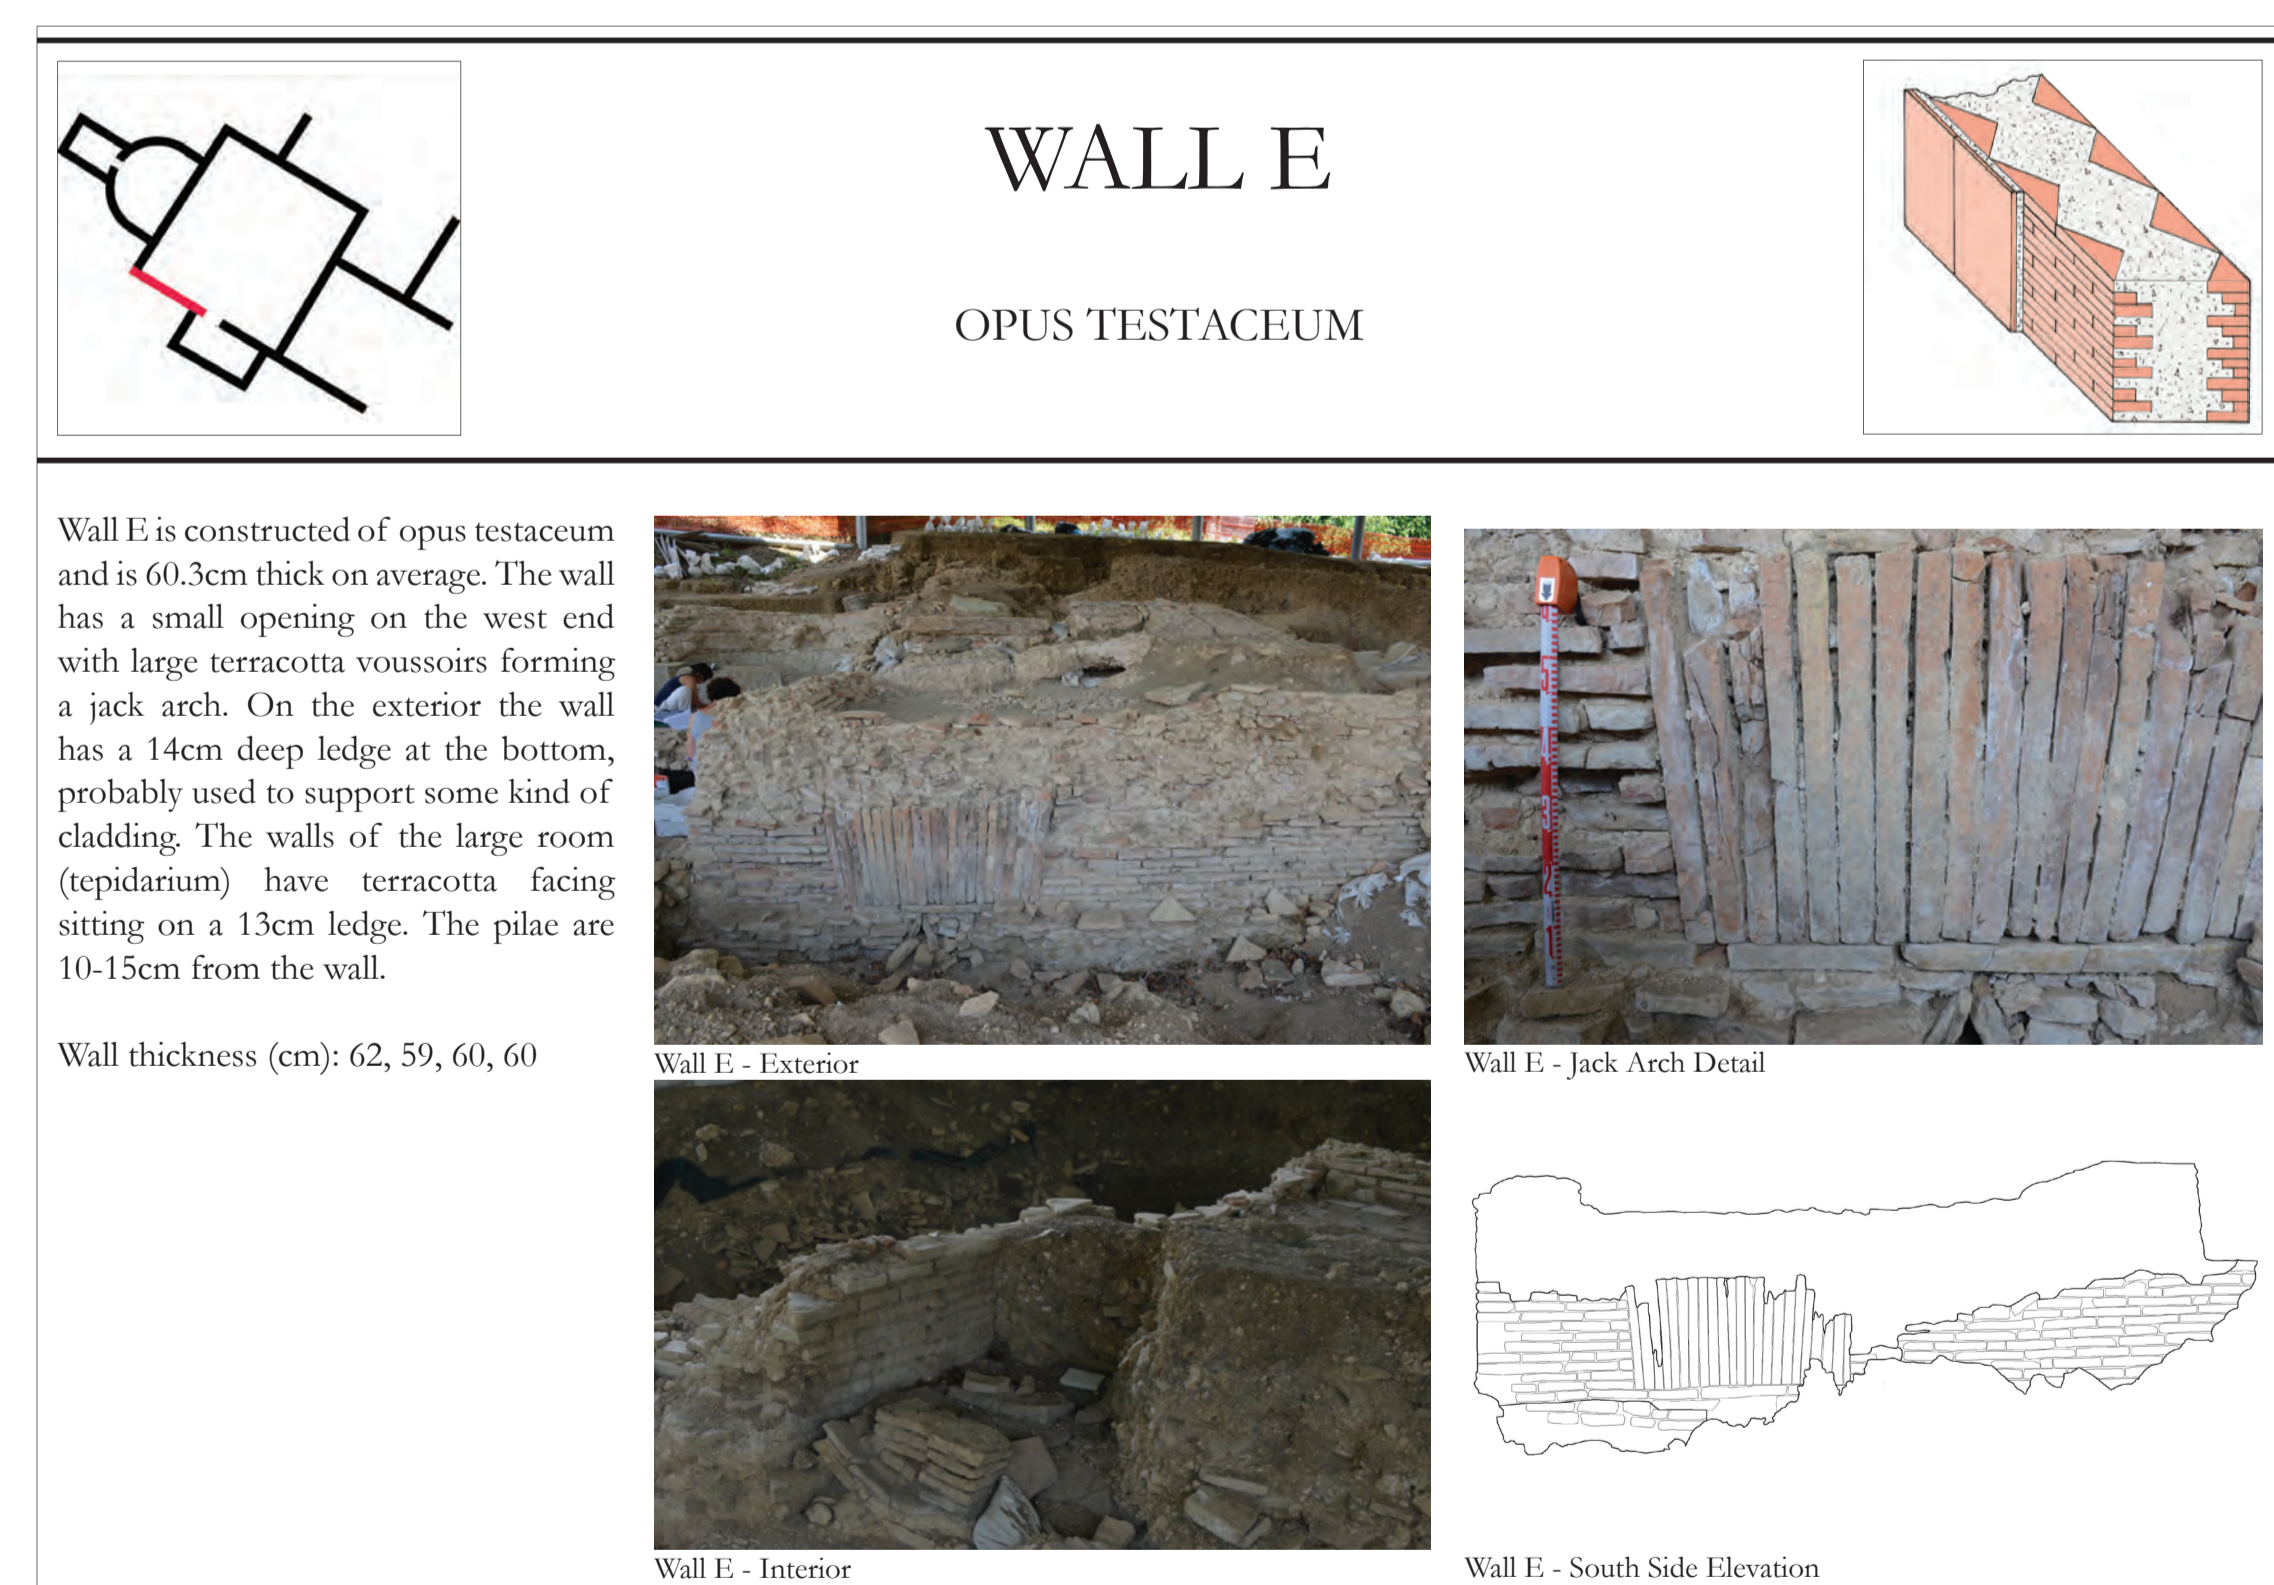 WALL E
OPUS TESTACEUM
Wall E is constructed of opus testaceum
and is 60.3cm thick on average. The wall
has a small opening on the west end
with large terracotta voussoirs forming
a jack arch. On the exterior the wall
has a 14cm deep ledge at the bottom,
probably used to support some kind of
cladding. The walls of the large room
(tepidarium) have terracotta facing
sitting on a 13cm ledge. The pilae are
10-15cm from the wall.
Wall thickness (cm): 62, 59, 60, 60
Wall E - Exterior
Wall E - Jack Arch Detail
Wall E - Interior
Wall E - South Side Elevation